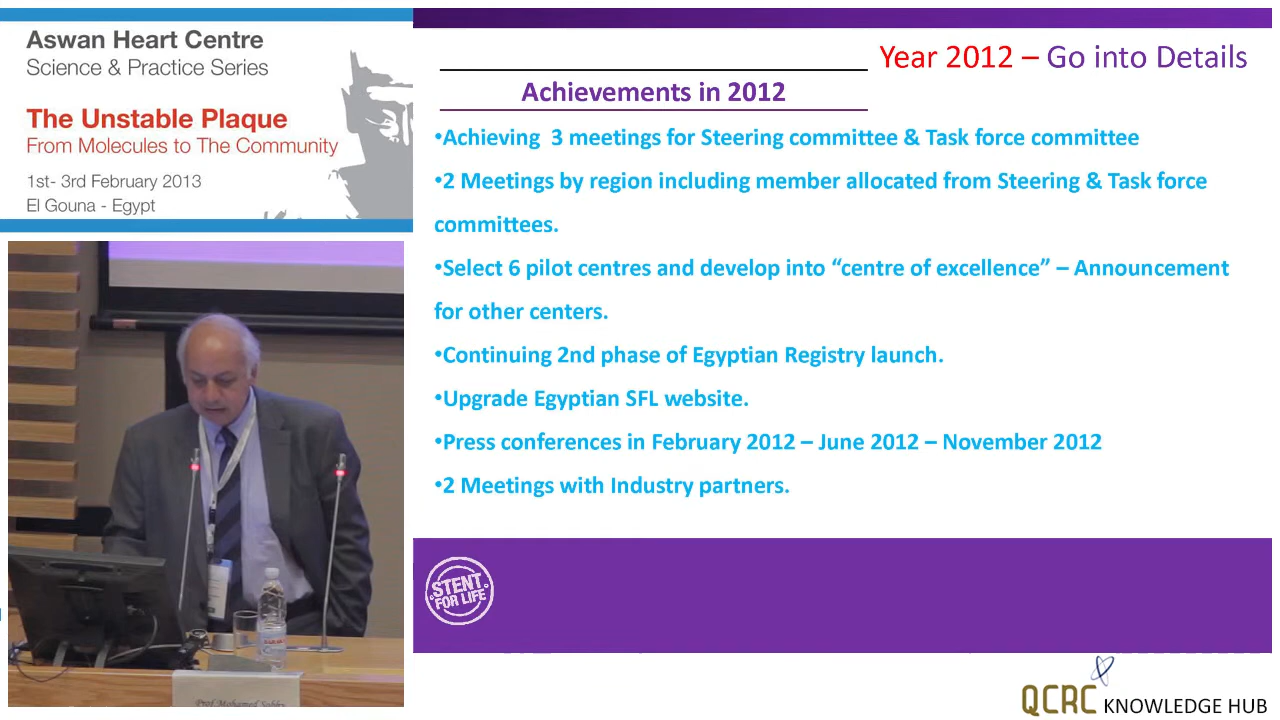 Aswan Heart Centre
Science & Practice Series
The Unstable Plaque
From Molecules to The Community
1st- 3rd February 2013
El Gouna - Egypt
Year 2012 – Go into Details
Achievements in 2012
•Achieving  3 meetings for Steering committee & Task force committee
•2 Meetings by region including member allocated from Steering & Task force
committees.
•Select 6 pilot centres and develop into “centre of excellence” – Announcement
for other centers.
•Continuing 2nd phase of Egyptian Registry launch.
•Upgrade Egyptian SFL website.
•Press conferences in February 2012 – June 2012 – November 2012
•2 Meetings with Industry partners.
STENT
FOR LIFE
Prof Mohamed Sobhy
QCRC KNOWLEDGE HUB